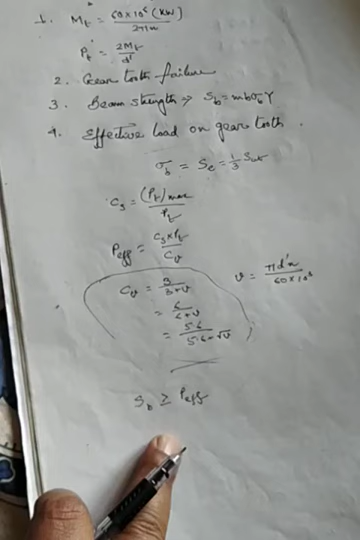 1. Mt = 60×10⁶ (KW) / 2πn
Pt = 2Mt / d'
2. Gear tooth failure
3. Beam strength → Sb = mbσbY
4. Effective load on gear tooth.
σb = Se = 1/3 Sut
Cs = (Pt)max / Pt
Peff = Cs×Pt / Cv
Cv = 3 / 3+v v = πd'n / 60×10³
= 6 / 6+v
= 5.6 / 5.6+√v
Sb ≥ Peff